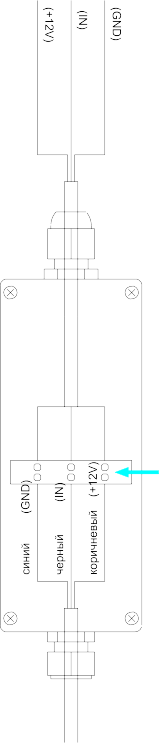 (+12V)
(IN)
(GND)
(GND)
(IN)
(+12V)
синий
черный
коричневый